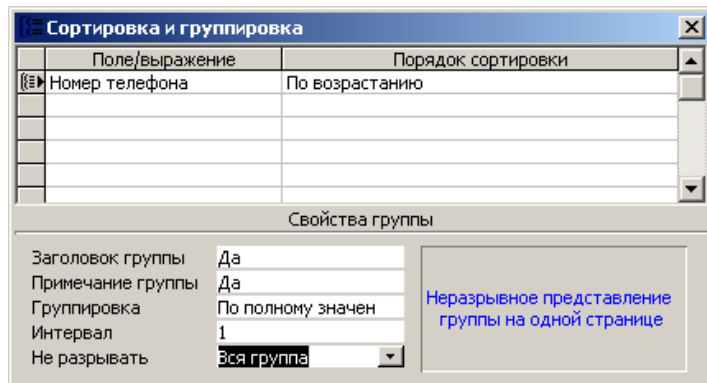 Сортировка и группировка
Поле/выражение Порядок сортировки
Номер телефона По возрастанию
Свойства группы
Заголовок группы Да
Примечание группы Да
Группировка По полному значен
Интервал 1
Не разрывать Вся группа
Неразрывное представление
группы на одной странице